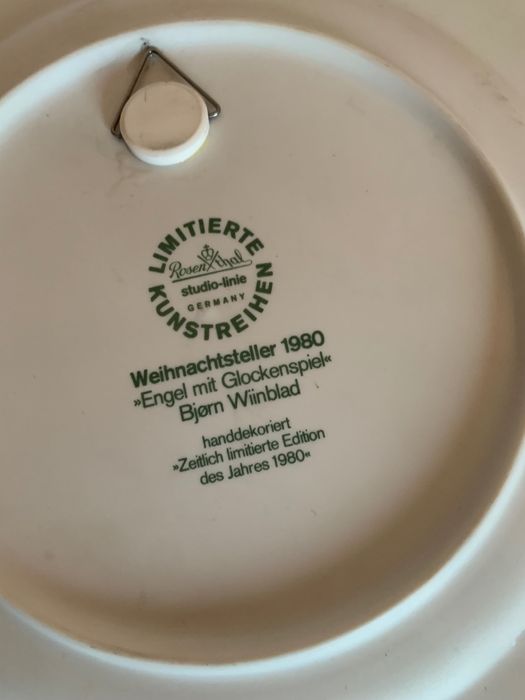 LIMITIERTE
Rosenthal
studio-linie
GERMANY
KUNSTREIHEN
Weihnachtsteller 1980
»Engel mit Glockenspiel«
Bjørn Wiinblad
handdekoriert
»Zeitlich limitierte Edition
des Jahres 1980«